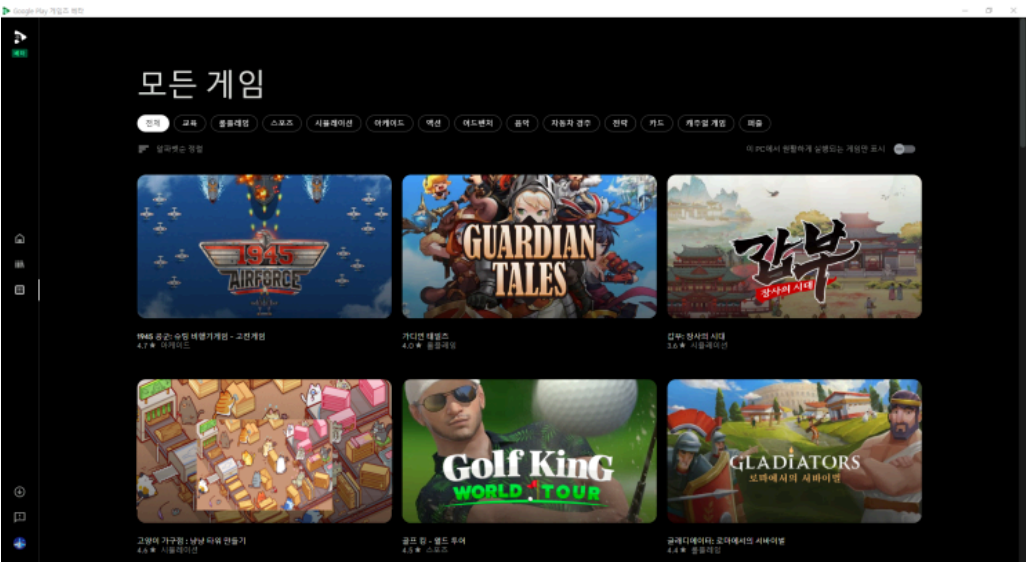 Google Play 게임즈 베타
베타
모든 게임
전체 교육 롤플레잉 스포츠 시뮬레이션 아케이드 액션 어드벤처 음악 자동차 경주 전략 카드 캐주얼 게임 퍼즐
알파벳순 정렬
이 PC에서 원활하게 실행되는 게임만 표시
1945
AIRFORCE
GUARDIAN
TALES
갑부
장사의 시대
1945 공군: 슈팅 비행기게임 - 고전게임
4.7 ★ 아케이드
가디언 테일즈
4.0 ★ 롤플레잉
갑부: 장사의 시대
3.6 ★ 시뮬레이션
Golf King
WORLD TOUR
GLADIATORS
로마에서의 서바이벌
고양이 가구점 : 냥냥 타워 만들기
4.6 ★ 시뮬레이션
골프 킹 - 월드 투어
4.5 ★ 스포츠
글래디에이터: 로마에서의 서바이벌
4.4 ★ 롤플레잉